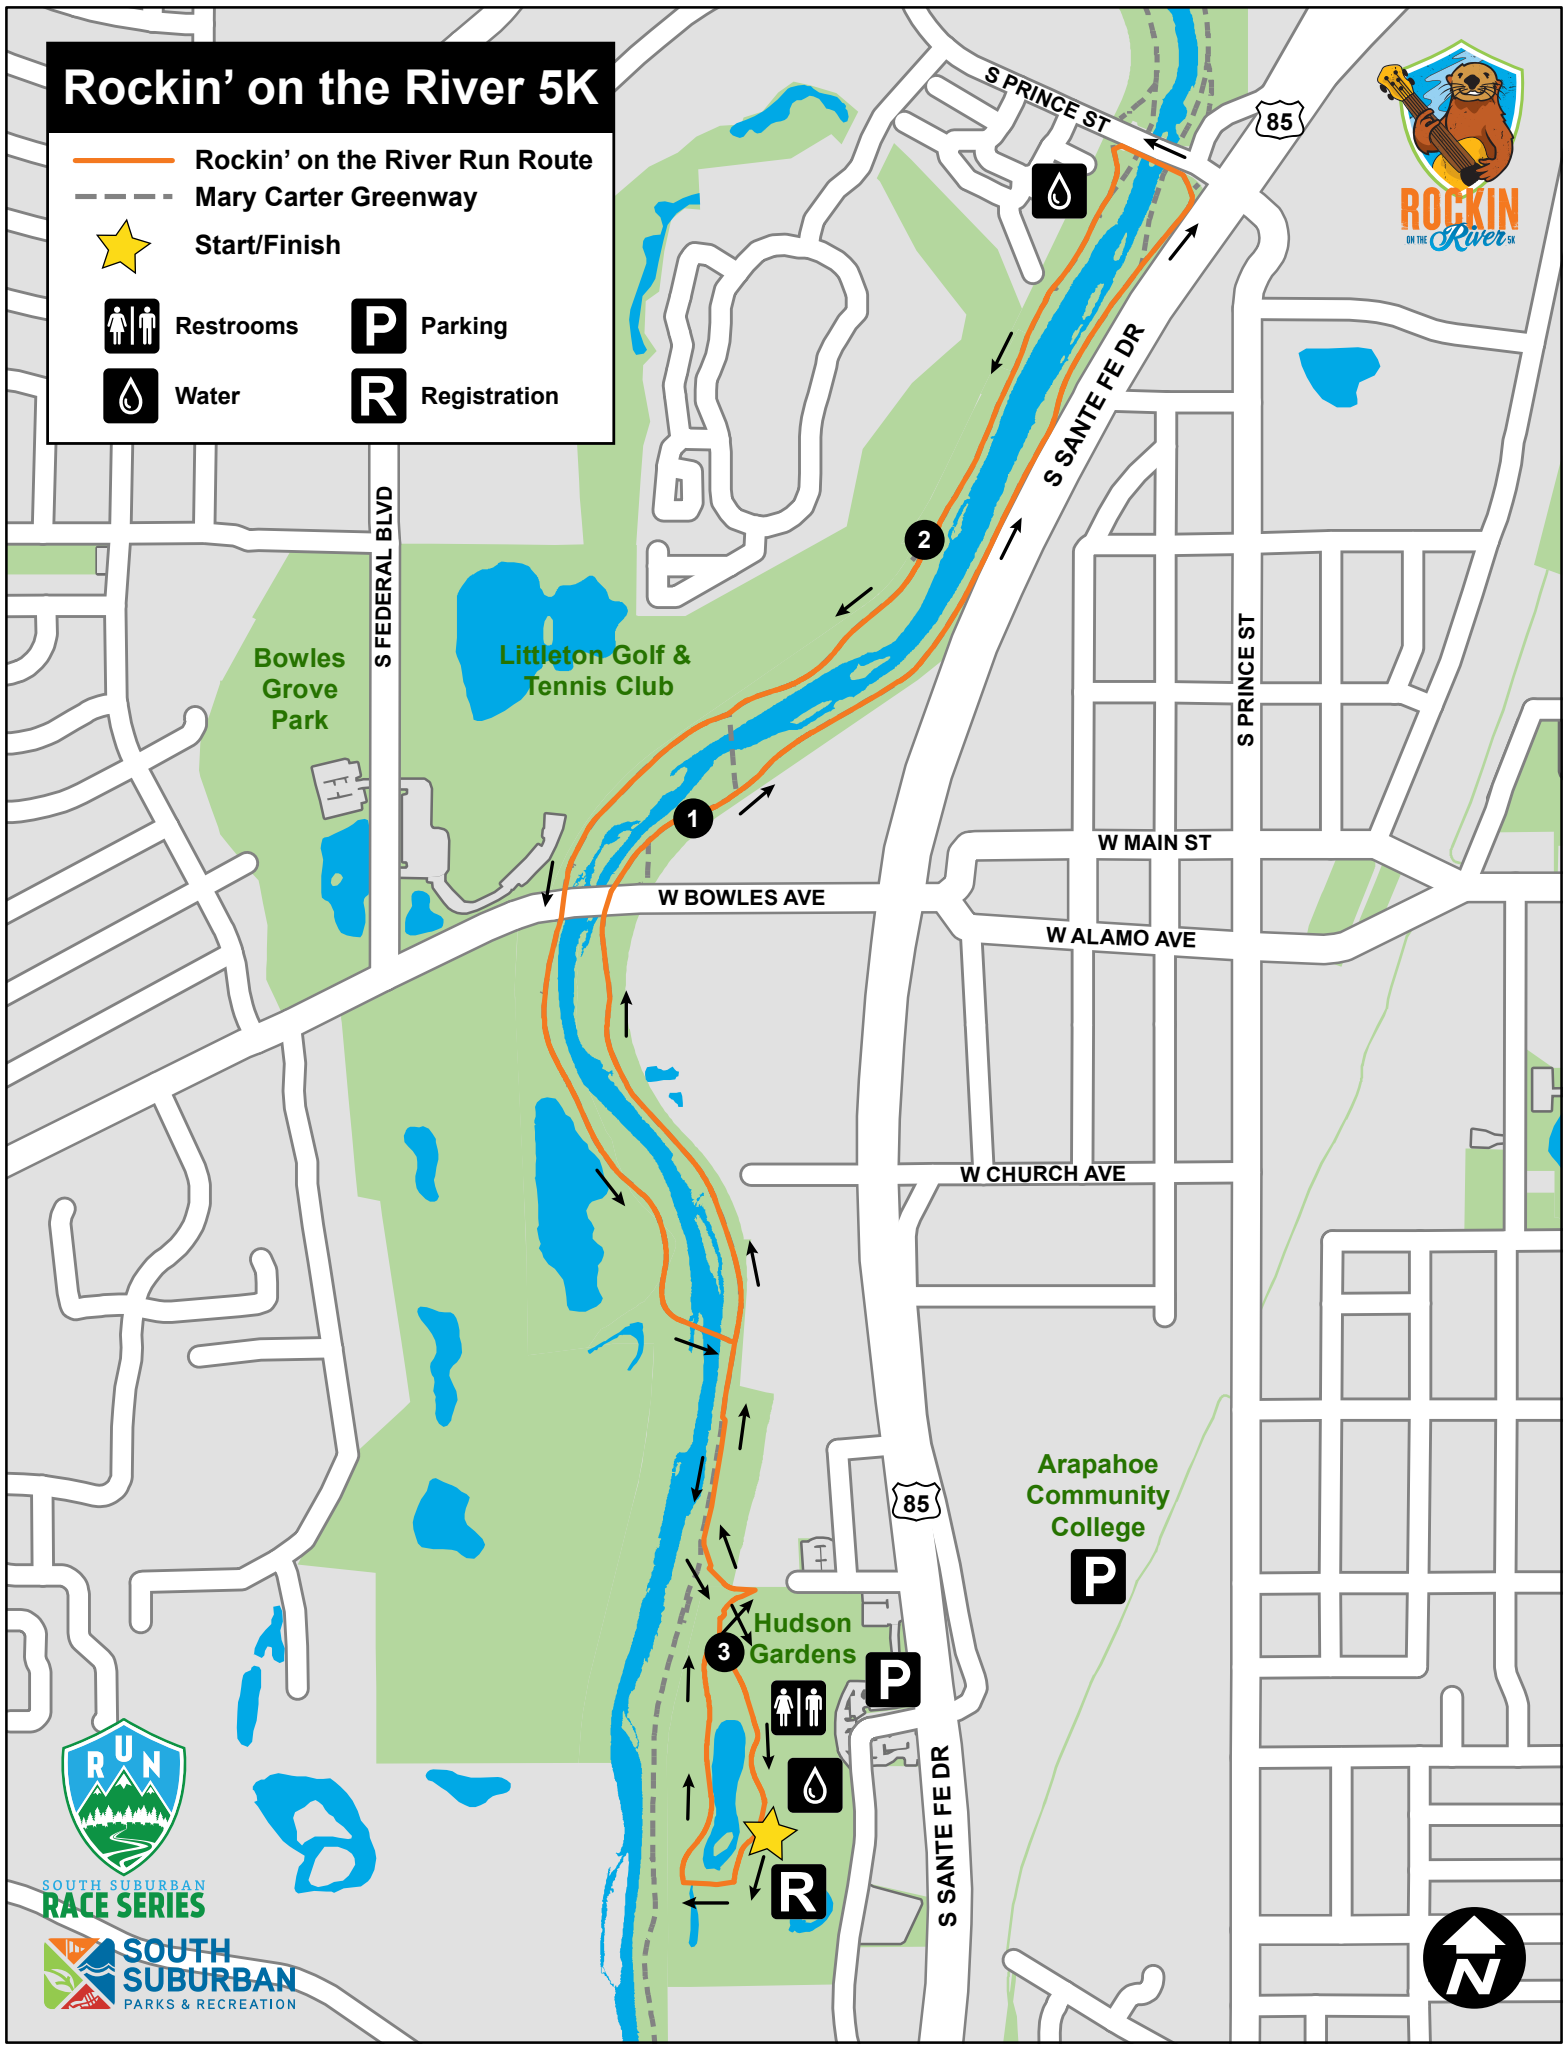 Rockin’ on the River 5K
Rockin’ on the River Run Route
Mary Carter Greenway
Start/Finish
Restrooms
P
Parking
Water
R
Registration
S PRINCE ST
85
ROCKIN
ON THE River 5K
S SANTE FE DR
S FEDERAL BLVD
2
Bowles
Grove
Park
Littleton Golf &
Tennis Club
S PRINCE ST
1
W MAIN ST
W BOWLES AVE
W ALAMO AVE
W CHURCH AVE
Arapahoe
Community
College
P
85
Hudson
Gardens
3
P
S SANTE FE DR
R
RUN
SOUTH SUBURBAN
RACE SERIES
SOUTH
SUBURBAN
PARKS & RECREATION
N